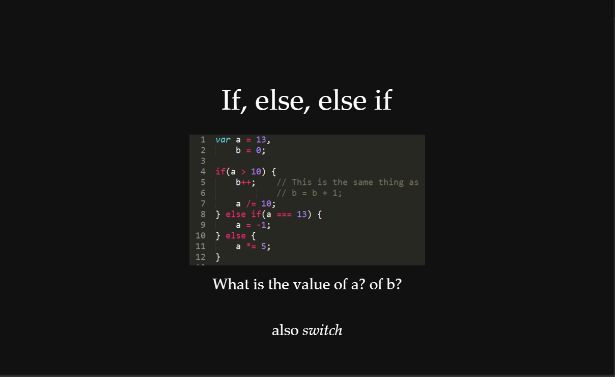 If, else, else if
1 var a = 13,
2 b = 0;
3
4 if(a > 10) {
5 b++; // This is the same thing as
6 // b = b + 1;
7 a /= 10;
8 } else if(a === 13) {
9 a = -1;
10 } else {
11 a *= 5;
12 }
What is the value of a? of b?
also switch